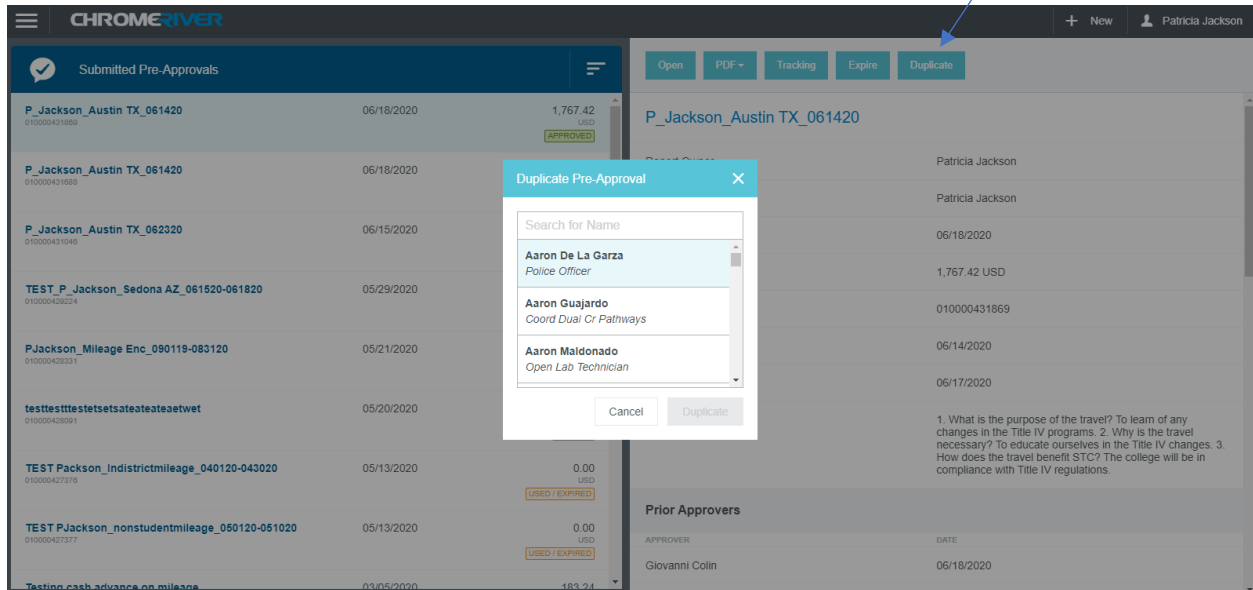 CHROMERIVER
+ New
Patricia Jackson
Submitted Pre-Approvals
P_Jackson_Austin TX_061420 06/18/2020 1,767.42
010000431869 USD
APPROVED
P_Jackson_Austin TX_061420 06/18/2020
010000431688
P_Jackson_Austin TX_062320 06/15/2020
010000431046
TEST_P_Jackson_Sedona AZ_061520-061820 05/29/2020
010000429224
PJackson_Mileage Enc_090119-083120 05/21/2020
010000428331
testtestttestetsetsateateateaetwet 05/20/2020
010000428091
TEST Packson_Indistrictmileage_040120-043020 05/13/2020 0.00
010000427376 USD
USED / EXPIRED
TEST PJackson_nonstudentmileage_050120-051020 05/13/2020 0.00
010000427377 USD
USED / EXPIRED
Testing cash advance on mileage 03/05/2020 183.24
Duplicate Pre-Approval
Search for Name
Aaron De La Garza
Police Officer
Aaron Guajardo
Coord Dual Cr Pathways
Aaron Maldonado
Open Lab Technician
Cancel Duplicate
Open PDF Tracking Expire Duplicate
P_Jackson_Austin TX_061420
Report Owner Patricia Jackson
Patricia Jackson
06/18/2020
1,767.42 USD
010000431869
06/14/2020
06/17/2020
1. What is the purpose of the travel? To learn of any
changes in the Title IV programs. 2. Why is the travel
necessary? To educate ourselves in the Title IV changes. 3.
How does the travel benefit STC? The college will be in
compliance with Title IV regulations.
Prior Approvers
APPROVER DATE
Giovanni Colin 06/18/2020